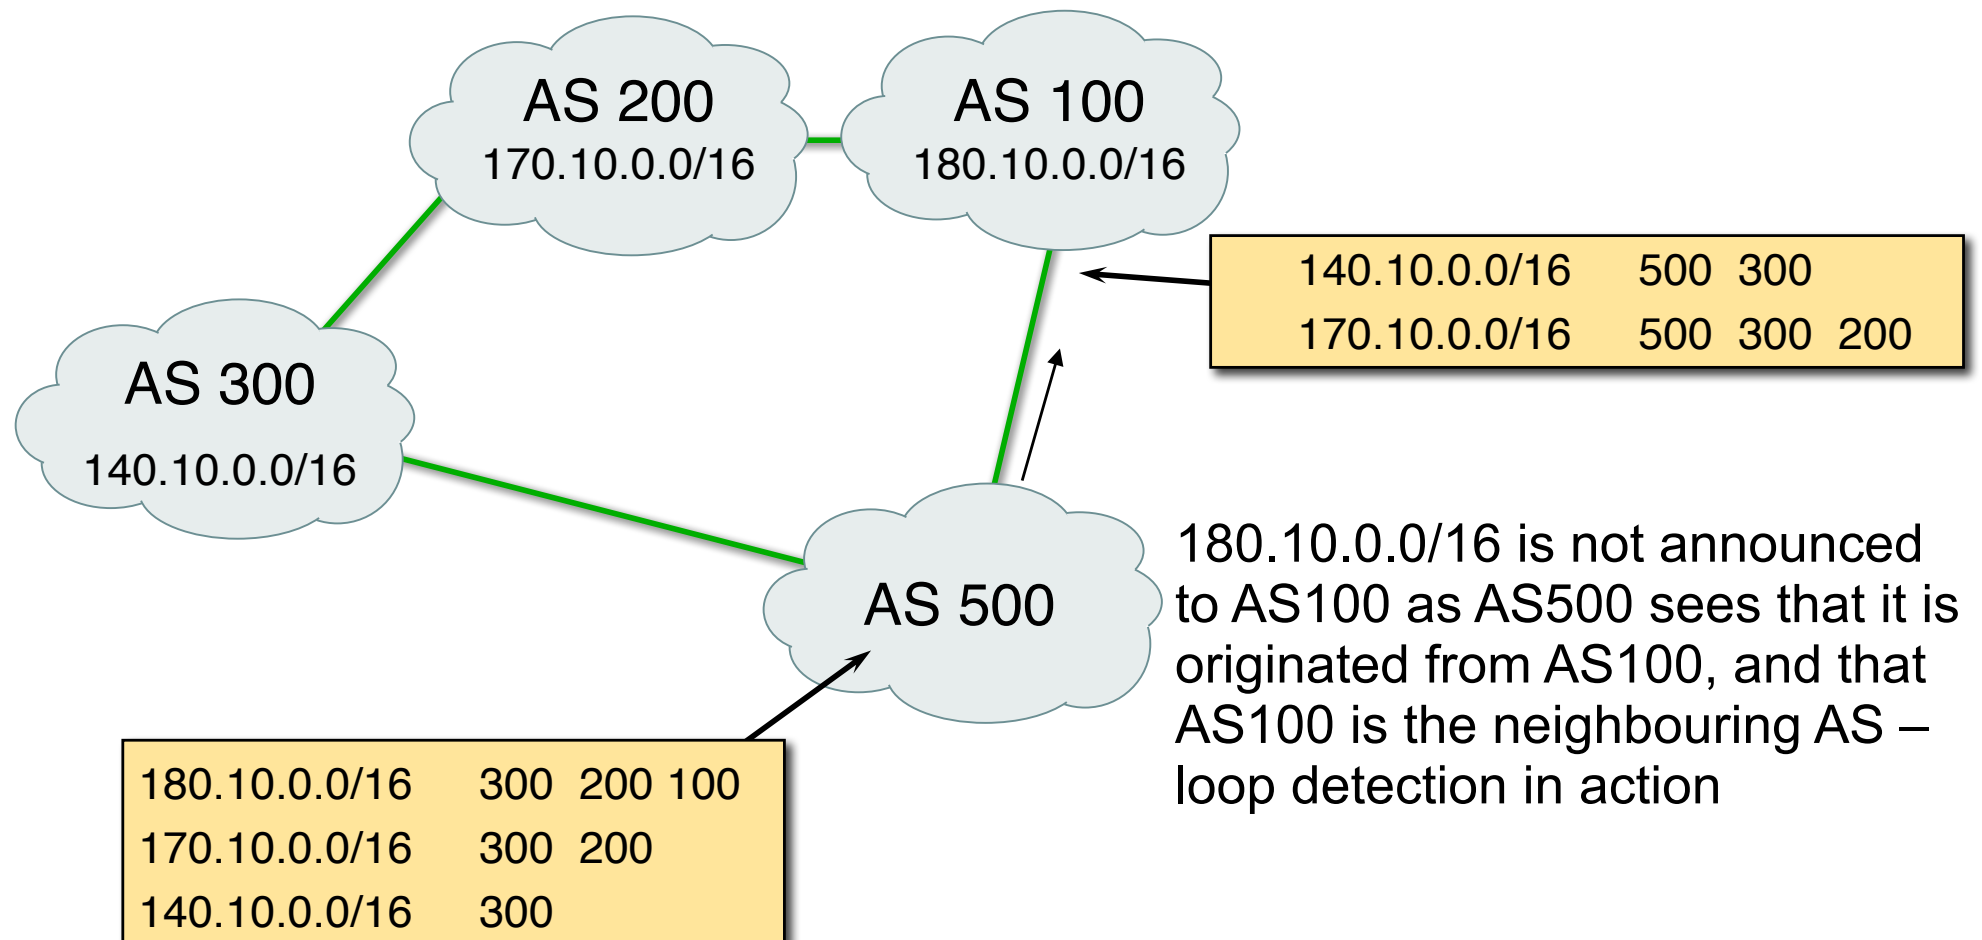 AS 200
170.10.0.0/16
AS 100
180.10.0.0/16
140.10.0.0/16 500 300
170.10.0.0/16 500 300 200
AS 300
140.10.0.0/16
AS 500
180.10.0.0/16 is not announced
to AS100 as AS500 sees that it is
originated from AS100, and that
AS100 is the neighbouring AS –
loop detection in action
180.10.0.0/16 300 200 100
170.10.0.0/16 300 200
140.10.0.0/16 300